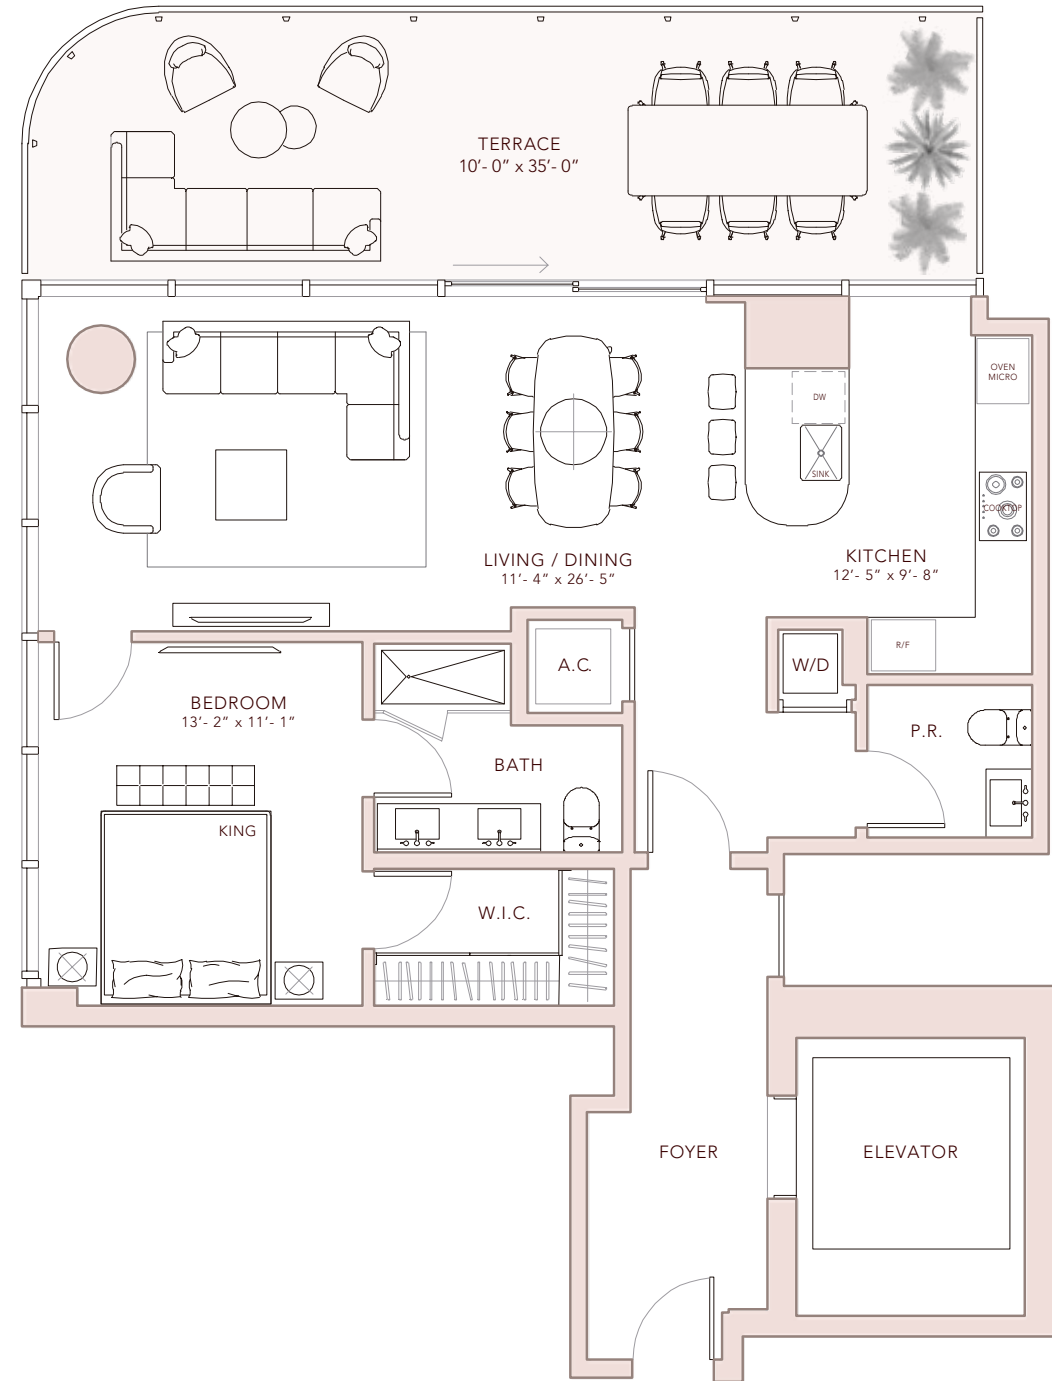 TERRACE
10'- 0" x 35'- 0"
OVEN
MICRO
DW
SINK
COOKTOP
LIVING / DINING
11'- 4" x 26'- 5"
KITCHEN
12'- 5" x 9'- 8"
R/F
A.C.
W/D
BEDROOM
13'- 2" x 11'- 1"
P.R.
BATH
KING
W.I.C.
FOYER
ELEVATOR